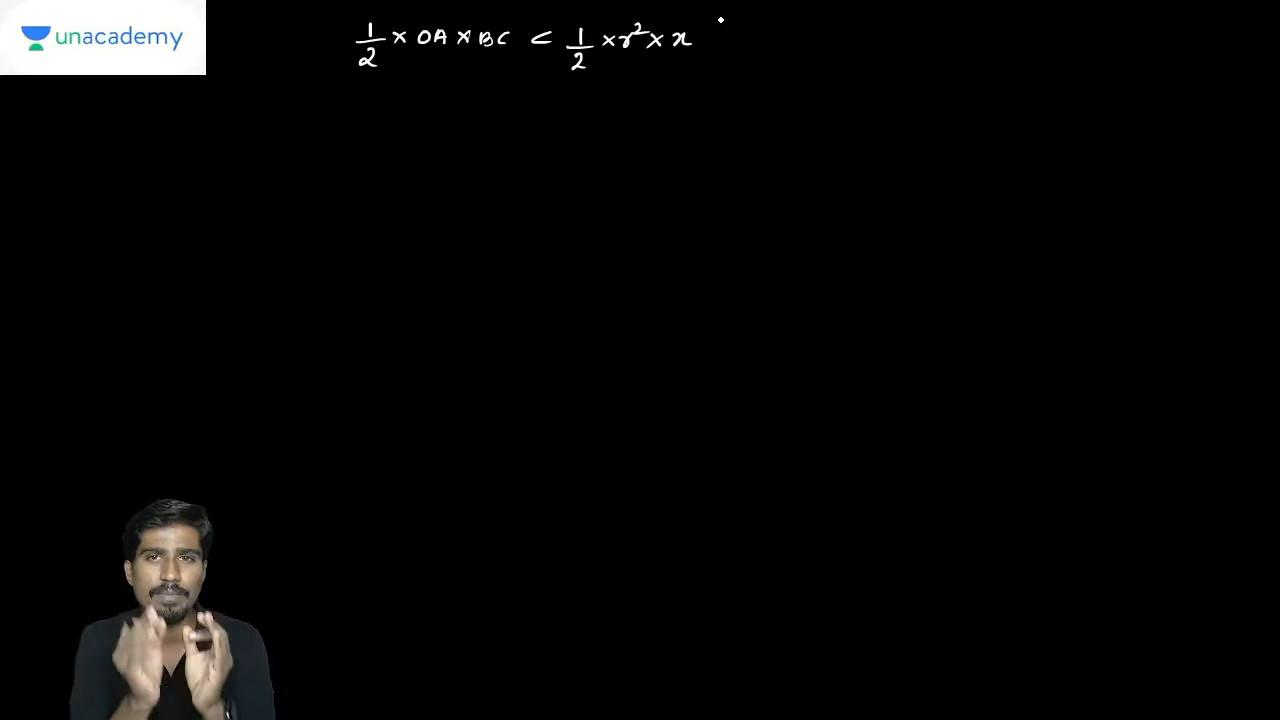 unacademy
1/2 × OA × BC < 1/2 × r² × x